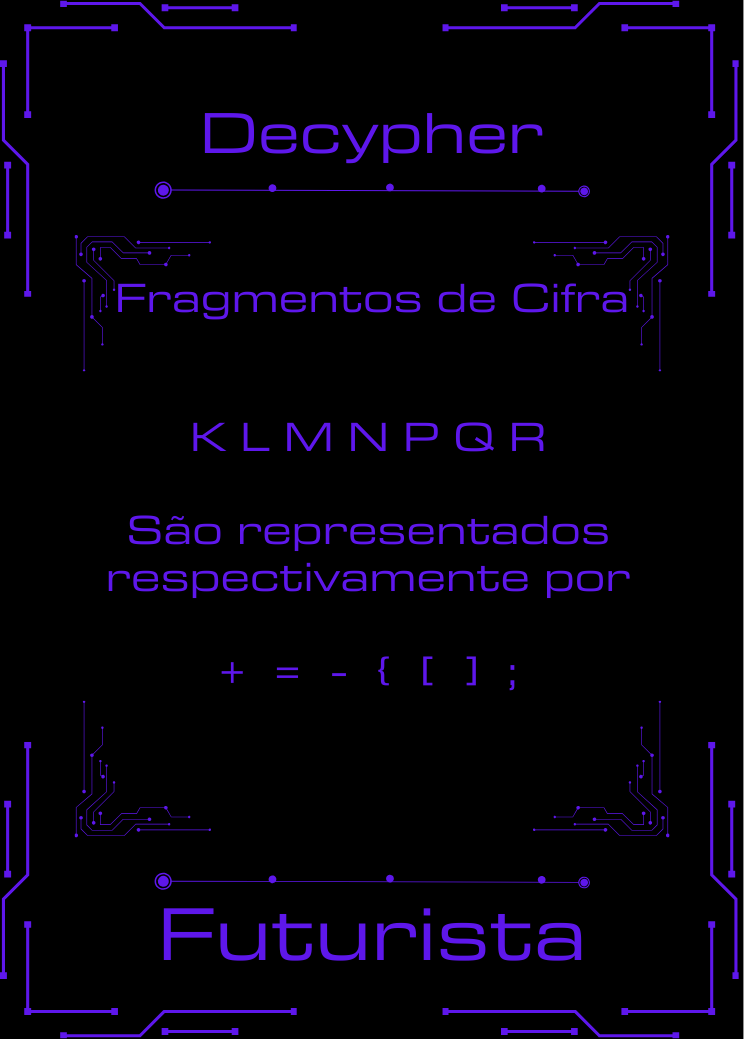 Decypher
Fragmentos de Cifra
K L M N P Q R
São representados
respectivamente por
+ = - { [ ] ;
Futurista